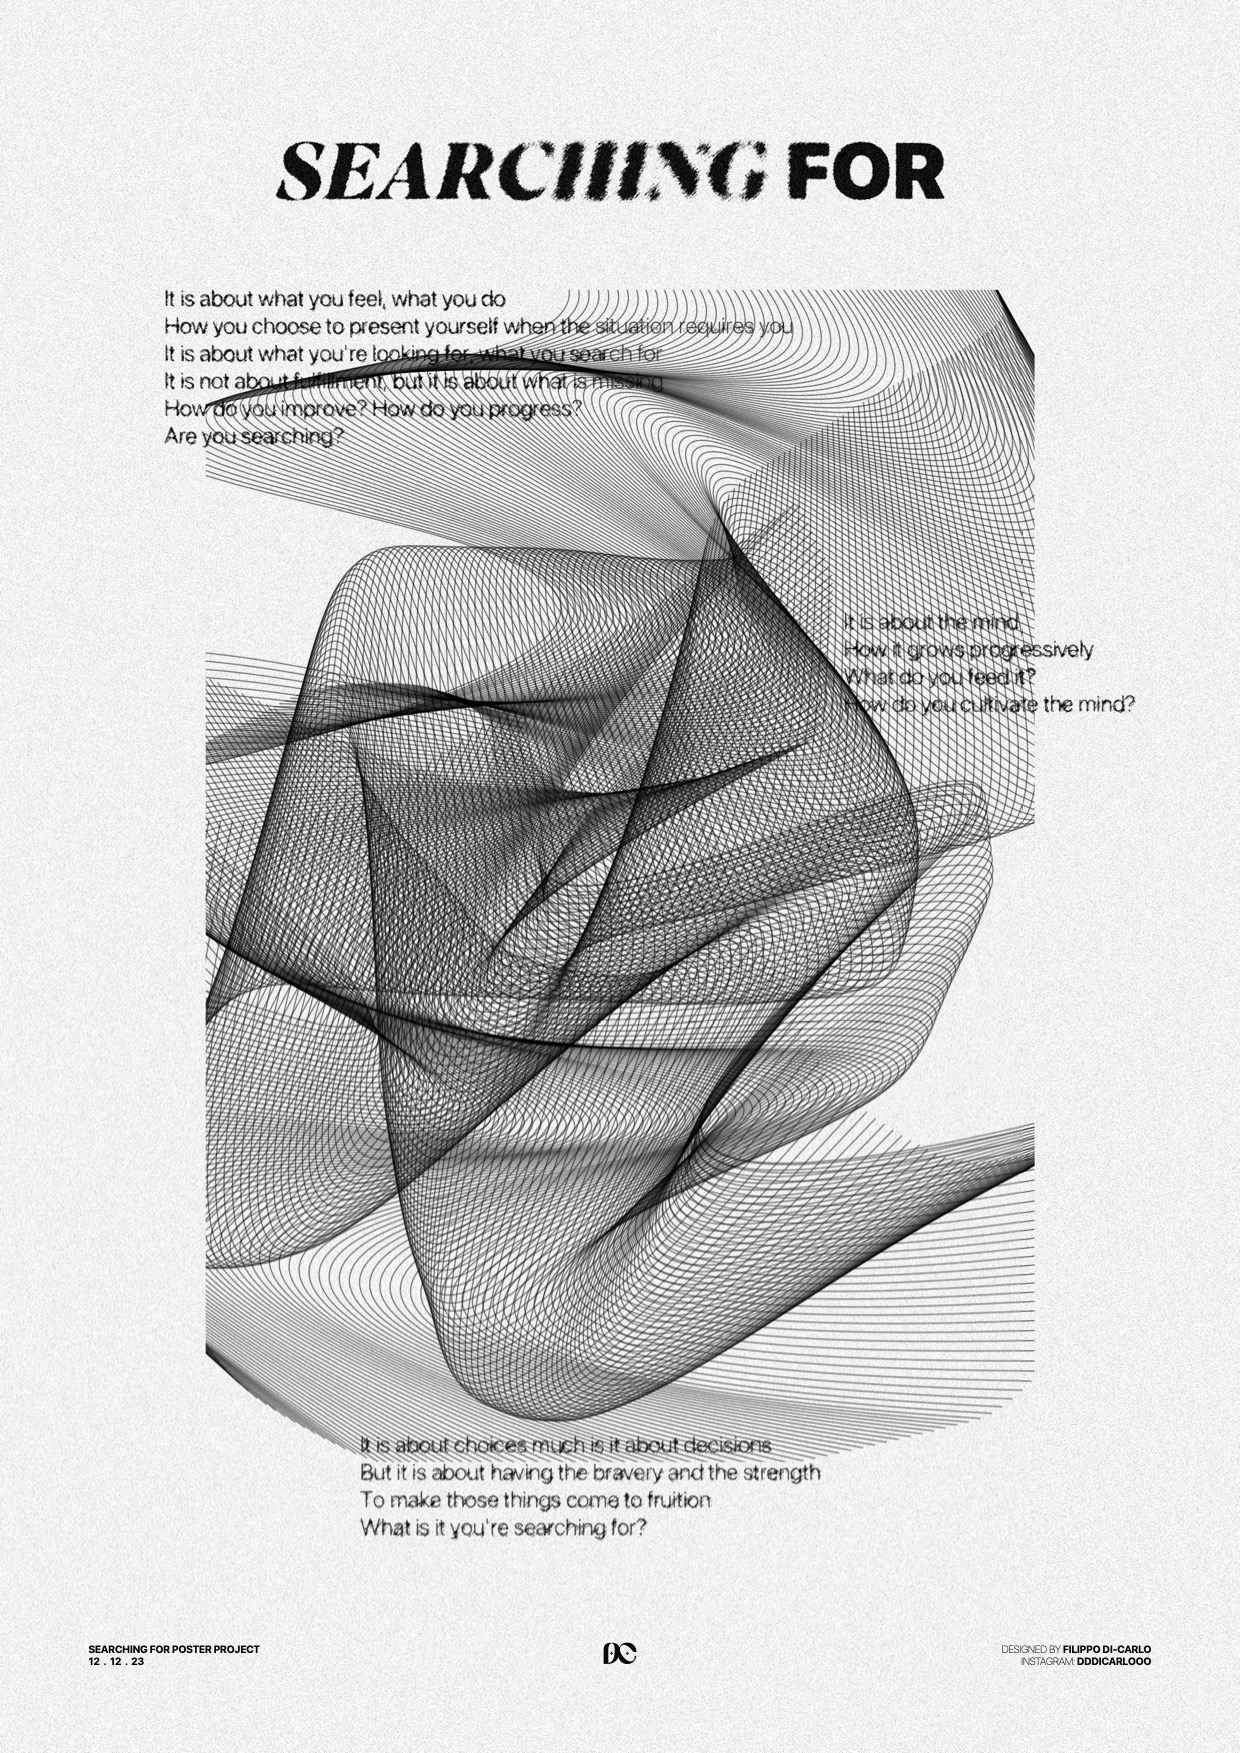 SEARCHING FOR
It is about what you feel, what you do
How you choose to present yourself when the situation requires you
It is about what you're looking for, what you search for
It is not about fulfillment, but it is about what is missing
How do you improve? How do you progress?
Are you searching?
It is about the mind
How it grows progressively
What do you feed it?
How do you cultivate the mind?
It is about choices much is it about decisions
But it is about having the bravery and the strength
To make those things come to fruition
What is it you're searching for?
SEARCHING FOR POSTER PROJECT
12 . 12 . 23
DC
DESIGNED BY FILIPPO DI-CARLO
INSTAGRAM: DDDICARLOOO